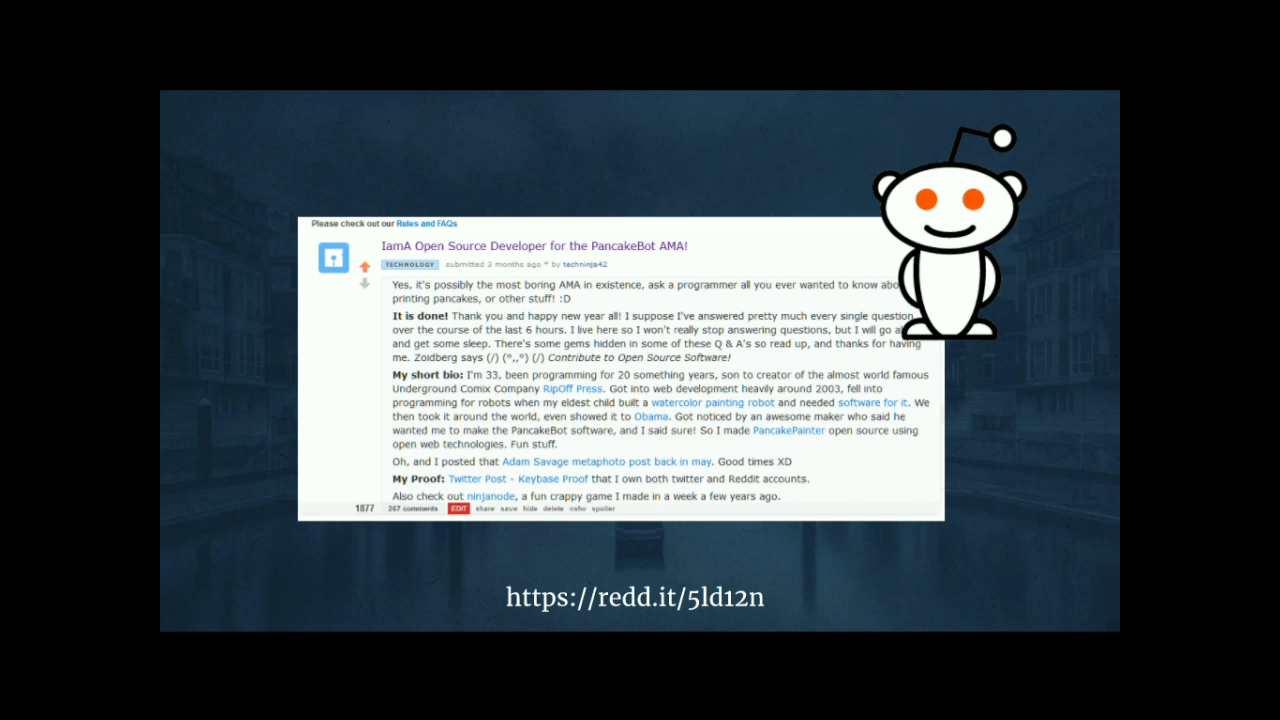 Please check out our Rules and FAQs
IamA Open Source Developer for the PancakeBot AMA!
TECHNOLOGY submitted 3 months ago * by techninja42
Yes, it's possibly the most boring AMA in existence, ask a programmer all you ever wanted to know
printing pancakes, or other stuff! :D
It is done! Thank you and happy new year all! I suppose I've answered pretty much every single question
over the course of the last 6 hours. I live here so I won't really stop answering questions, but I will go
and get some sleep. There's some gems hidden in some of these Q & A's so read up, and thanks for having
me. Zoidberg says (/) (°,,°) (/) Contribute to Open Source Software!
My short bio: I'm 33, been programming for 20 something years, son to creator of the almost world famous
Underground Comix Company RipOff Press. Got into web development heavily around 2003, fell into
programming for robots when my eldest child built a watercolor painting robot and needed software for it. We
then took it around the world, even showed it to Obama. Got noticed by an awesome maker who said he
wanted me to make the PancakeBot software, and I said sure! So I made PancakePainter open source using
open web technologies. Fun stuff.
Oh, and I posted that Adam Savage metaphoto post back in may. Good times XD
My Proof: Twitter Post - Keybase Proof that I own both twitter and Reddit accounts.
Also check out ninjanode, a fun crappy game I made in a week a few years ago.
1877 267 comments EDIT share save hide delete nsfw spoiler
https://redd.it/5ld12n